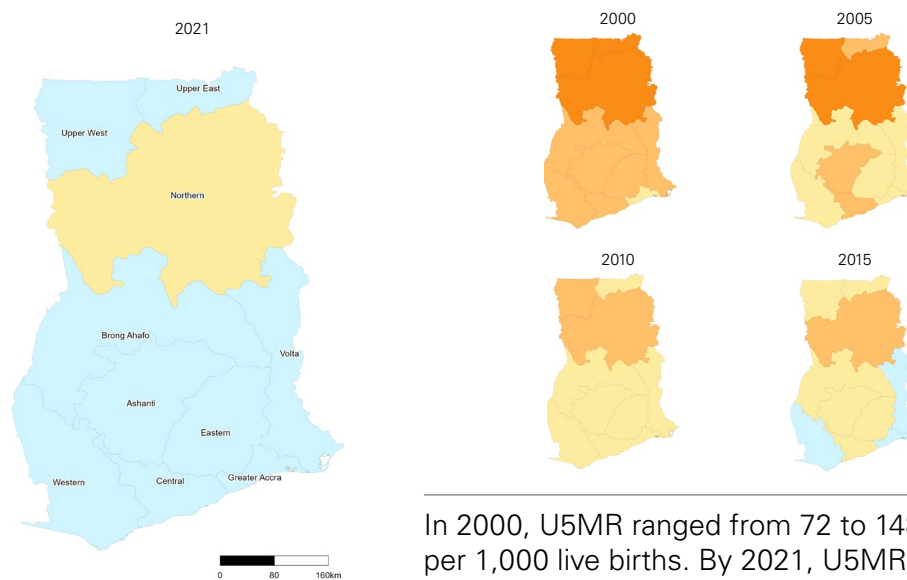 2021
Upper East
Upper West
Northern
Brong Ahafo
Volta
Ashanti
Eastern
Western
Central
Greater Accra
0 80 160km
2000
2005
2010
2015
In 2000, U5MR ranged from 72 to
per 1,000 live births. By 2021, U5MR